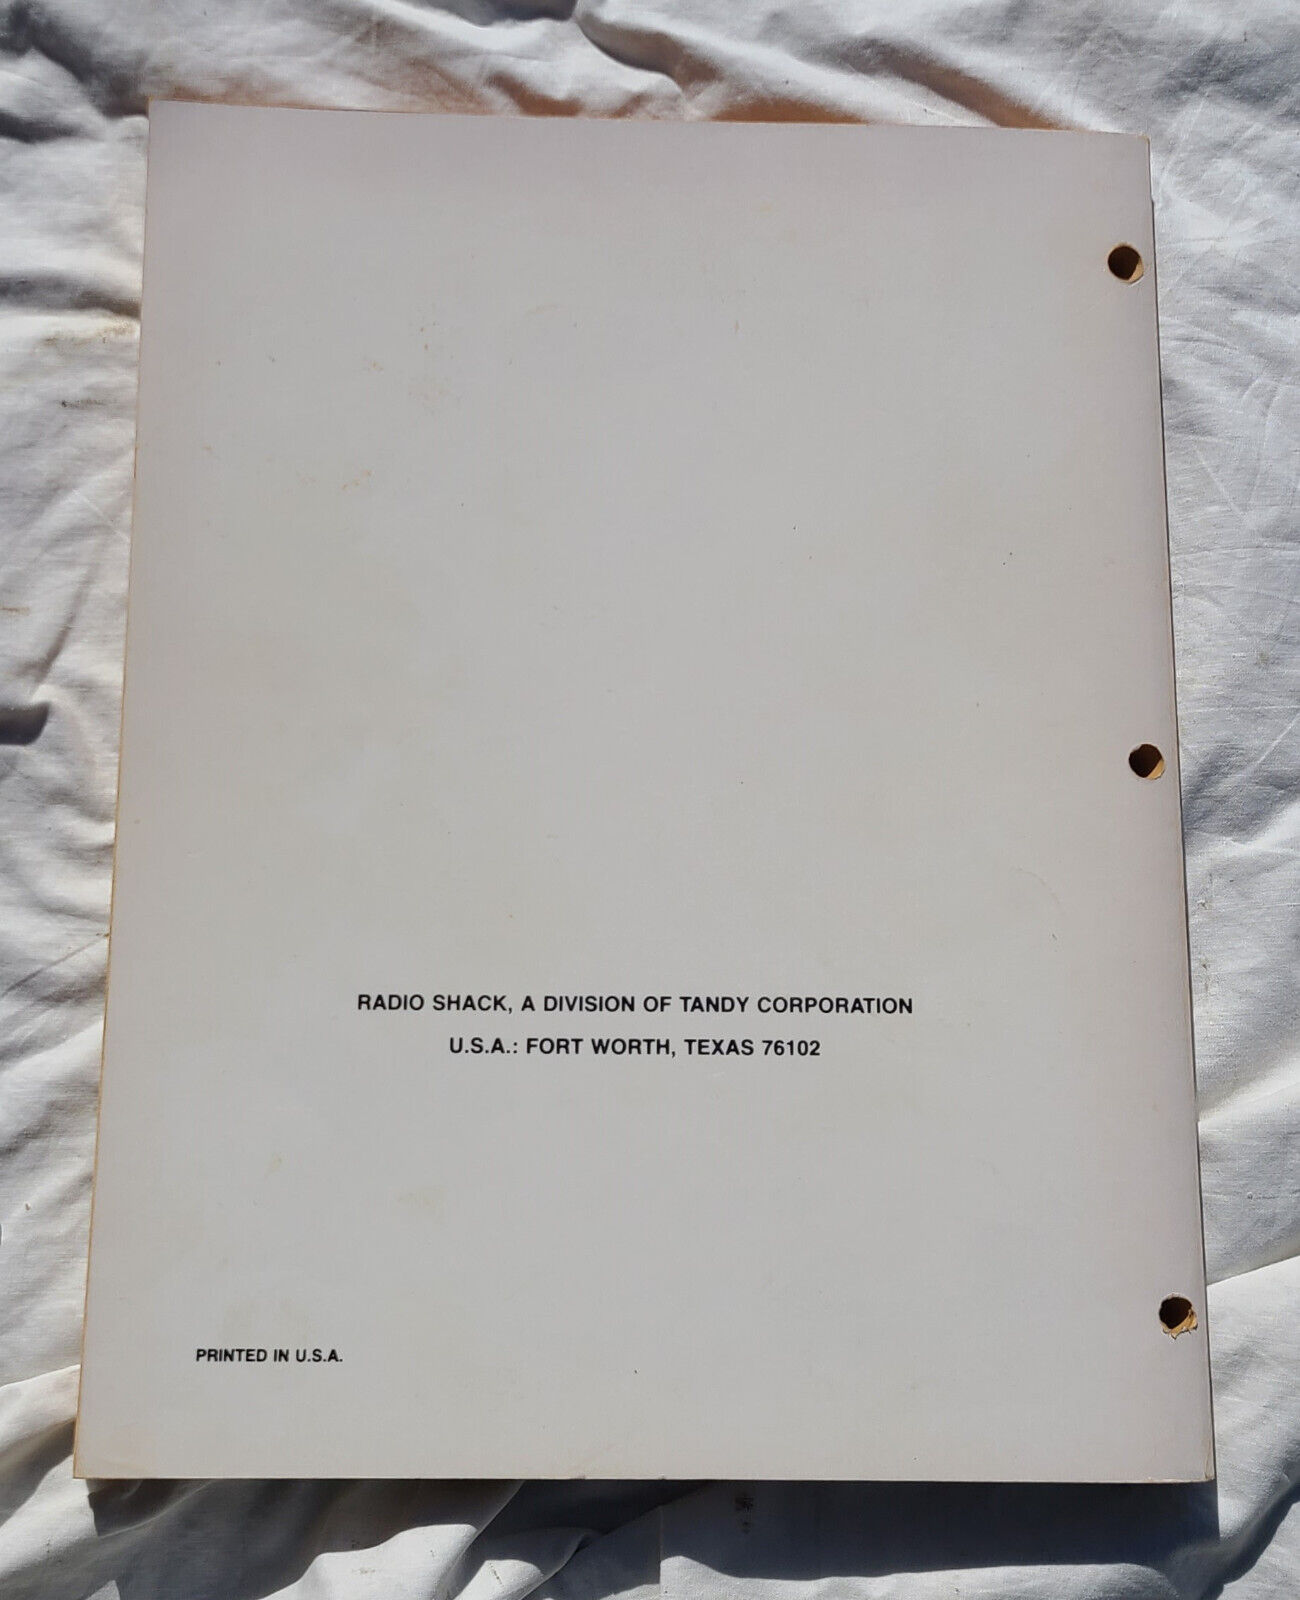 RADIO SHACK, A DIVISION OF TANDY CORPORATION
U.S.A.: FORT WORTH, TEXAS 76102
PRINTED IN U.S.A.